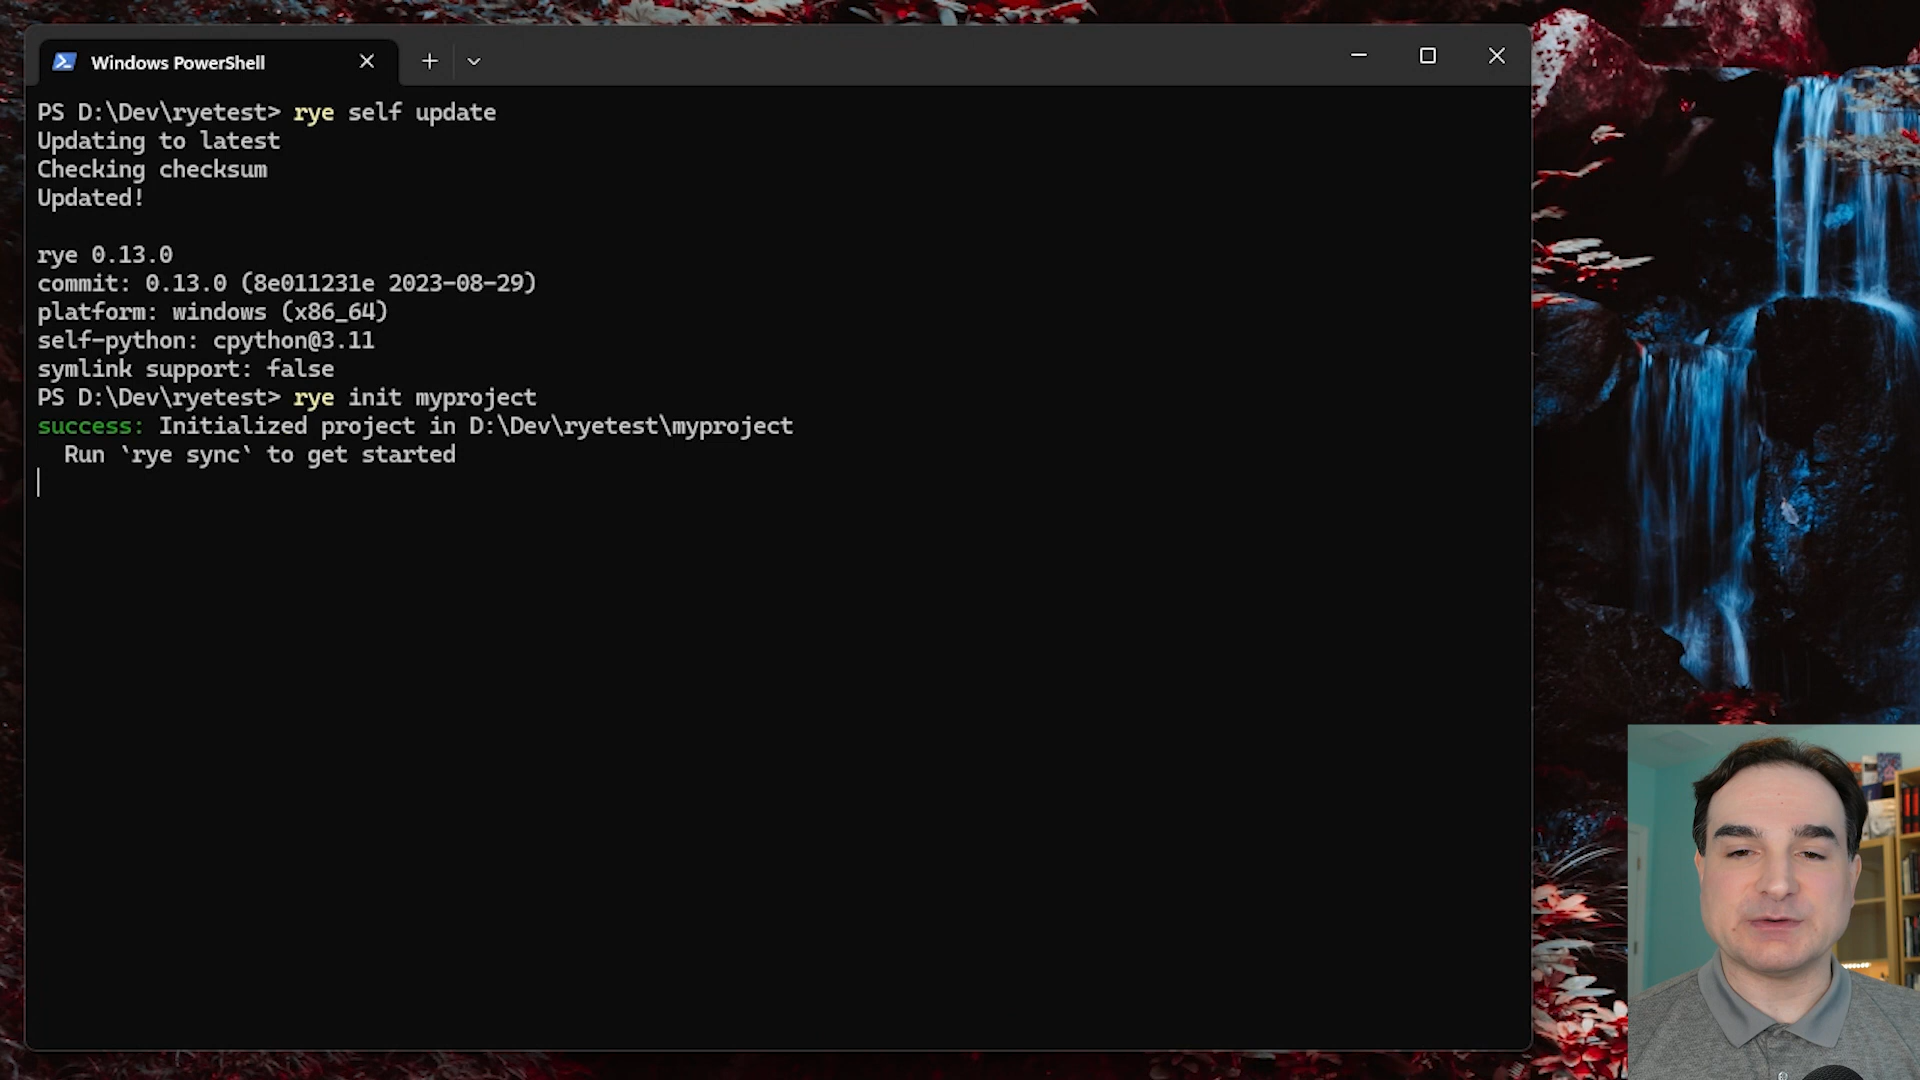 Windows PowerShell
PS D:\Dev\ryetest> rye self update
Updating to latest
Checking checksum
Updated!
rye 0.13.0
commit: 0.13.0 (8e011231e 2023-08-29)
platform: windows (x86_64)
self-python: cpython@3.11
symlink support: false
PS D:\Dev\ryetest> rye init myproject
success: Initialized project in D:\Dev\ryetest\myproject
Run `rye sync` to get started